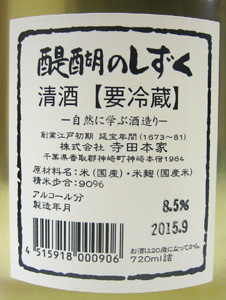 醍醐のしずく
清酒【要冷蔵】
―自然に学ぶ酒造り―
創業江戸初期 延宝年間(1673~81)
株式会社 寺田本家
千葉県香取郡神崎町神崎本宿1964
原材料名:米(国産)・米麹(国産米)
精米歩合:90%
アルコール分 8.5%
製造年月 2015.9
4 515918 000906
お酒は20歳になってから。
720ml詰